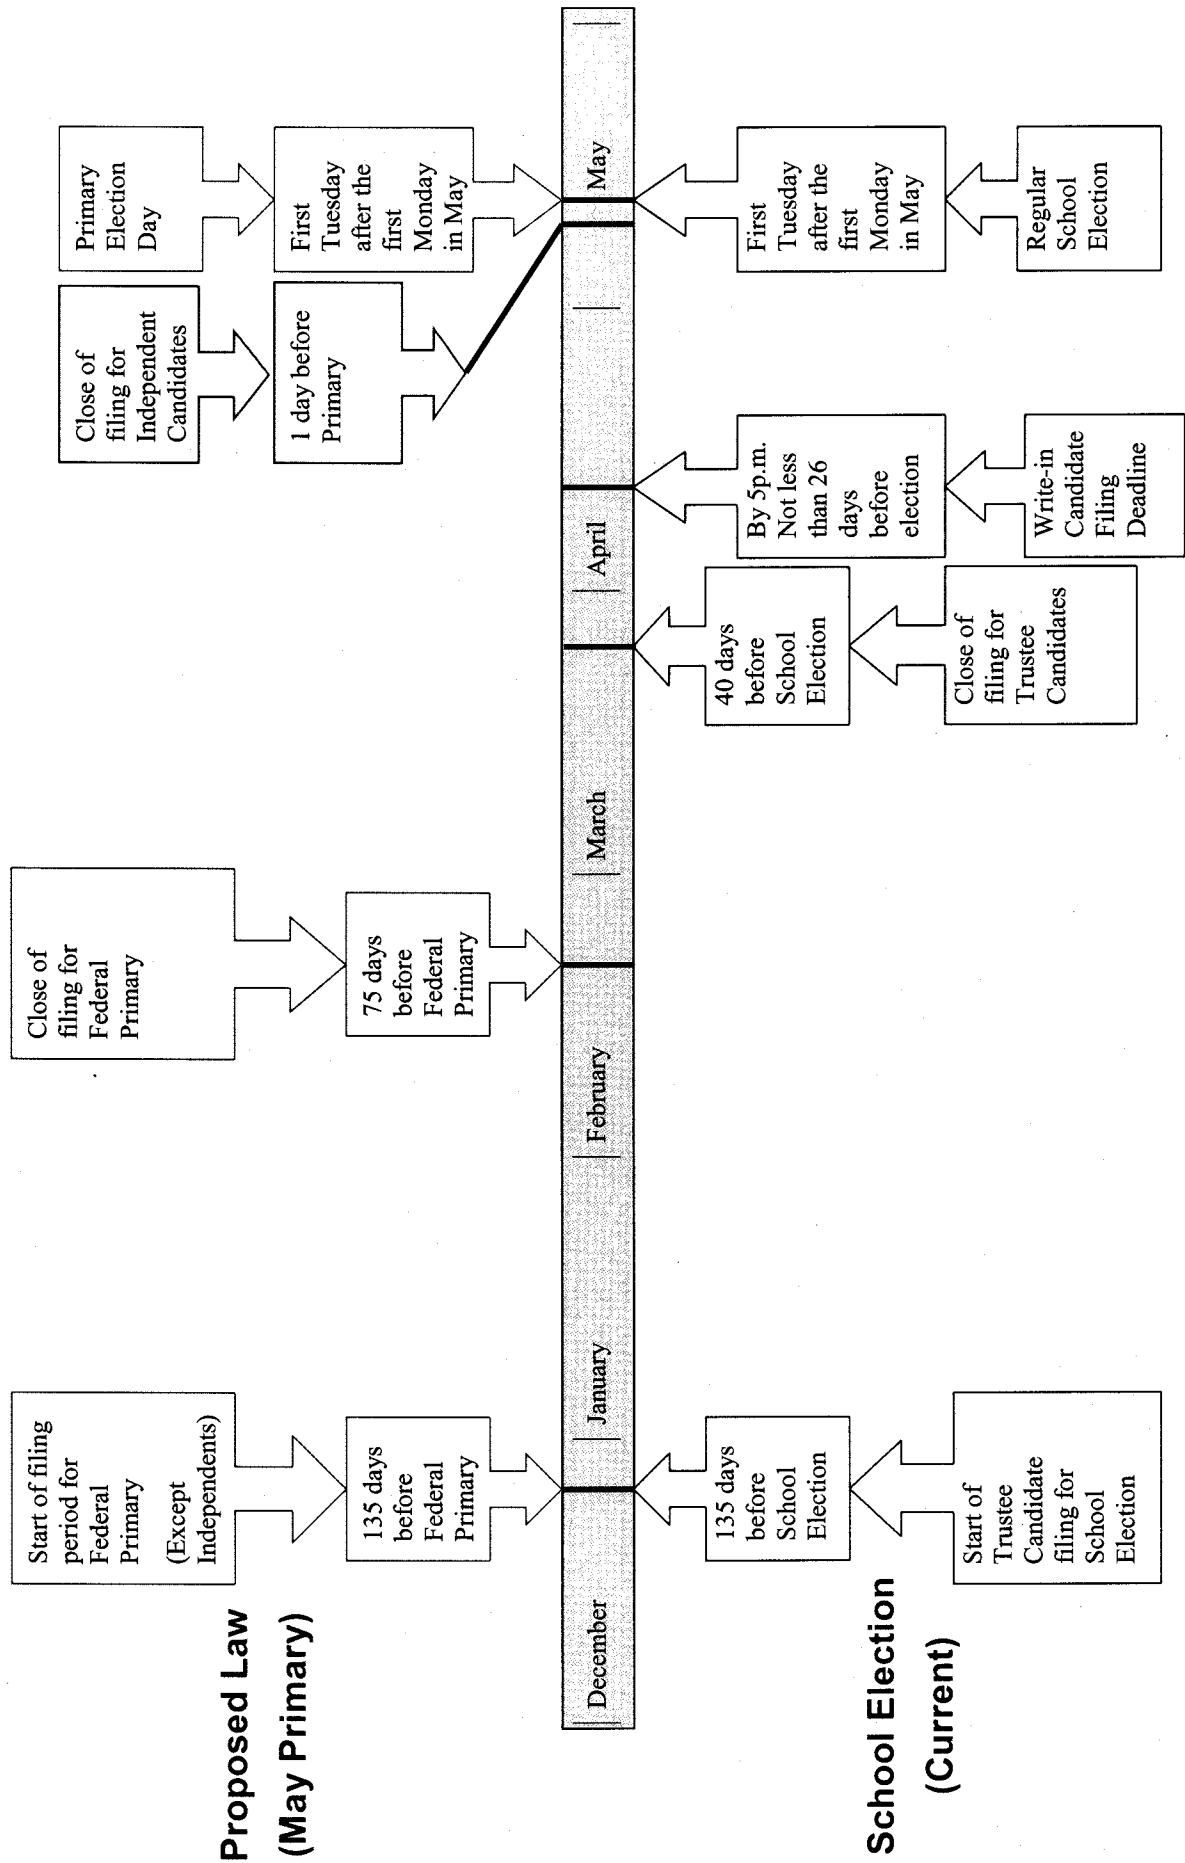 Proposed Law
(May Primary)
Start of filing
period for
Federal
Primary
(Except
Independents)
135 days
before
Federal
Primary
Close of
filing for
Federal
Primary
75 days
before
Federal
Primary
Close of
filing for
Independent
Candidates
1 day before
Primary
Primary
Election
Day
First
Tuesday
after the
first
Monday
in May
December
January
February
March
April
May
School Election
(Current)
135 days
before
School
Election
Start of
Trustee
Candidate
filing for
School
Election
40 days
before
School
Election
Close of
filing for
Trustee
Candidates
By 5p.m.
Not less
than 26
days
before
election
Write-in
Candidate
Filing
Deadline
First
Tuesday
after the
first
Monday
in May
Regular
School
Election